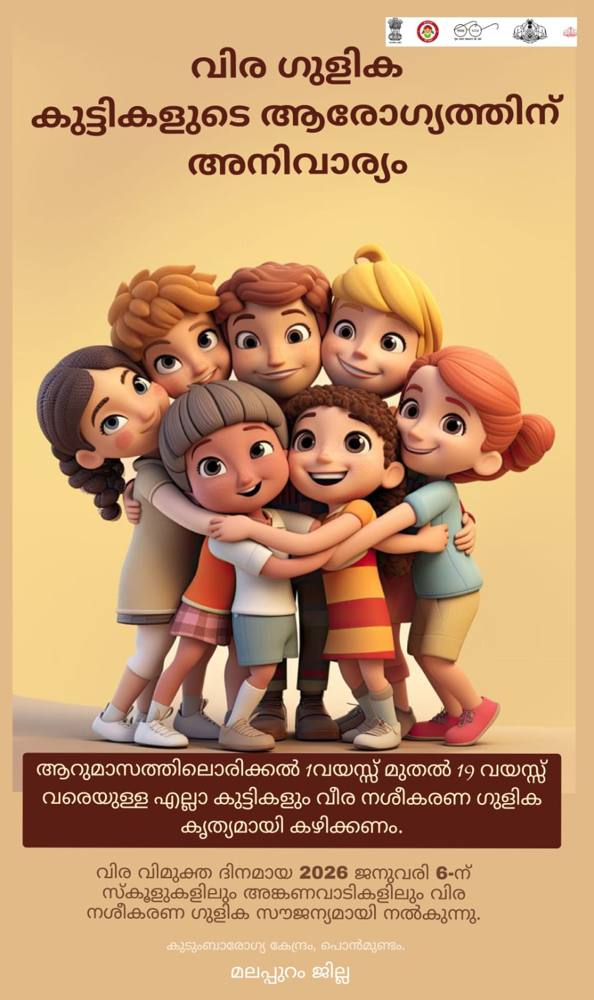 വിര ഗുളിക
കുട്ടികളുടെ ആരോഗ്യത്തിന്
അനിവാര്യം
ആറുമാസത്തിലൊരിക്കൽ 1വയസ്സ് മുതൽ 19 വയസ്സ്
വരെയുള്ള എല്ലാ കുട്ടികളും വീര നശീകരണ ഗുളിക
കൃത്യമായി കഴിക്കണം.
വിര വിമുക്ത ദിനമായ 2026 ജനുവരി 6-ന്
സ്കൂളുകളിലും അങ്കണവാടികളിലും വിര
നശീകരണ ഗുളിക സൗജന്യമായി നൽകുന്നു.
കുടുംബാരോഗ്യ കേന്ദ്രം, പൊൻമുണ്ടം.
മലപ്പുറം ജില്ല